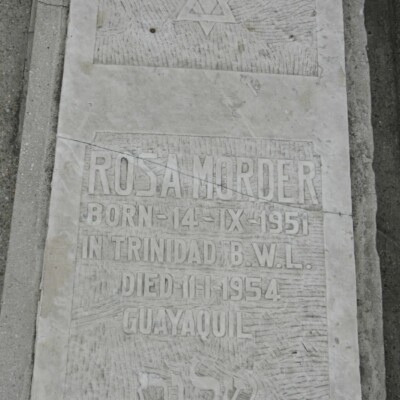 ROSA MORDER
BORN-14-IX-1951
IN TRINIDAD, B.W.L.
DIED-11-1-1954
GUAYAQUIL